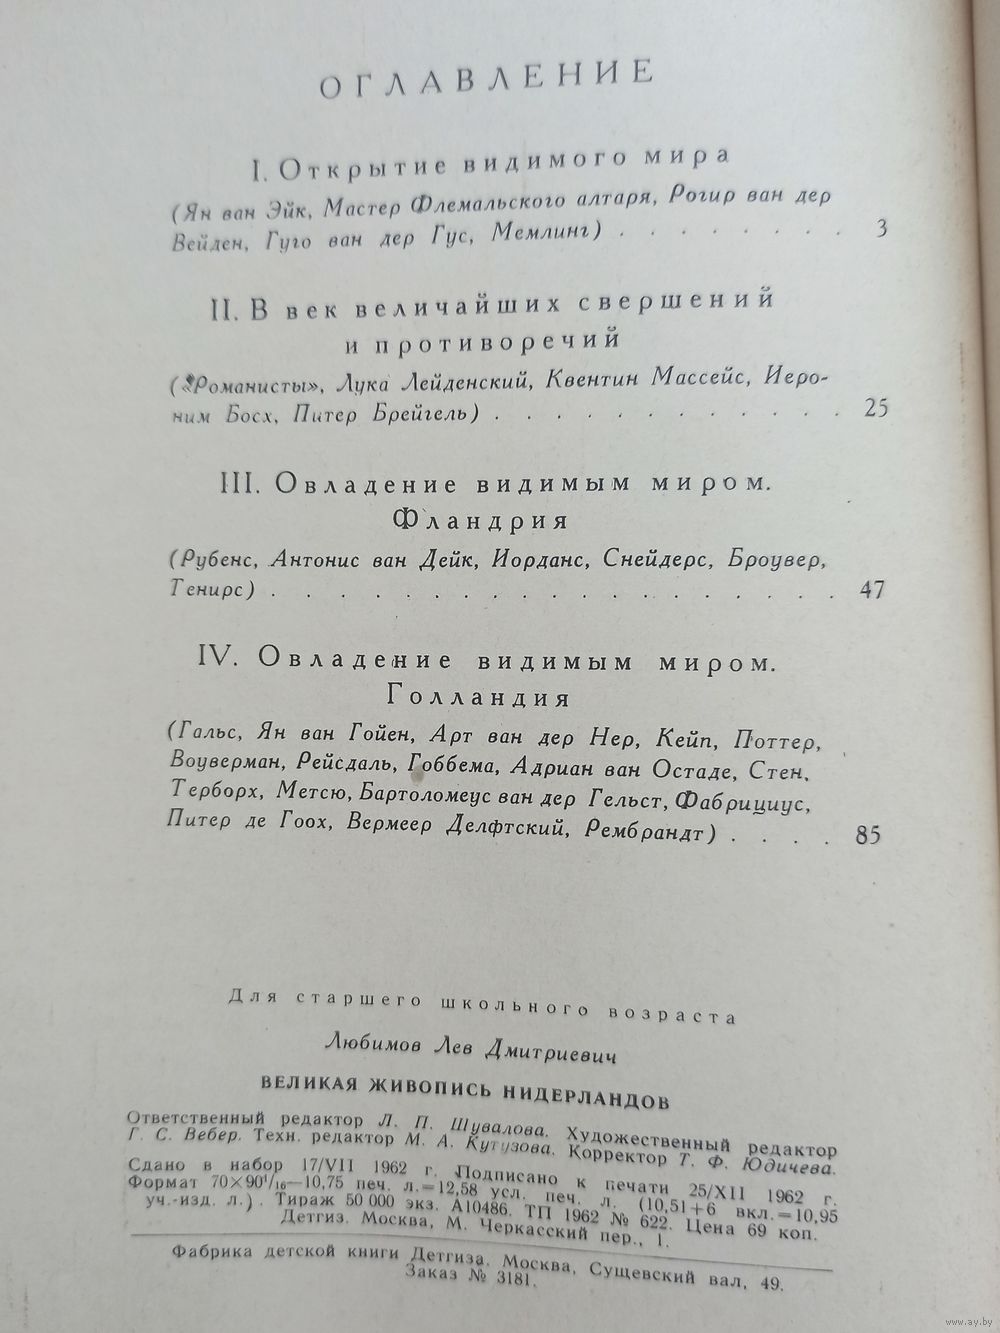 ОГЛАВЛЕНИЕ
I. Открытие видимого мира
(Ян ван Эйк, Мастер Флемальского алтаря, Рогир ван дер
Вейден, Гуго ван дер Гус, Мемлинг) . . . . . . . . 3
II. В век величайших свершений
и противоречий
(«Романисты», Лука Лейденский, Квентин Массейс, Иеро-
ним Босх, Питер Брейгель) . . . . . . . . . . . . . 25
III. Овладение видимым миром.
Фландрия
(Рубенс, Антонис ван Дейк, Иорданс, Снейдерс, Броувер,
Тенирс) . . . . . . . . . . . . . . . . . 47
IV. Овладение видимым миром.
Голландия
(Гальс, Ян ван Гойен, Арт ван дер Нер, Кейп, Поттер,
Воуверман, Рейсдаль, Гоббема, Адриан ван Остаде, Стен,
Терборх, Метсю, Бартоломеус ван дер Гельст, Фабрициус,
Питер де Гоох, Вермеер Делфтский, Рембрандт) . . . . 85
Для старшего школьного возраста
Любимов Лев Дмитриевич
ВЕЛИКАЯ ЖИВОПИСЬ НИДЕРЛАНДОВ
Ответственный редактор Л. П. Шувалова. Художественный редактор
Г. С. Вебер. Техн. редактор М. А. Кутузова. Корректор Т. Ф. Юдичева.
Сдано в набор 17/VII 1962 г. Подписано к печати 25/XII 1962 г.
Формат 70×90¹/₁₆—10,75 печ. л.=12,58 усл. печ. л. (10,51+6 вкл.=10,95
уч.-изд. л.). Тираж 50 000 экз. А10486. ТП 1962 № 622. Цена 69 коп.
Детгиз. Москва, М. Черкасский пер., 1.
Фабрика детской книги Детгиза. Москва, Сущевский вал, 49.
Заказ № 3181.
www.ay.by